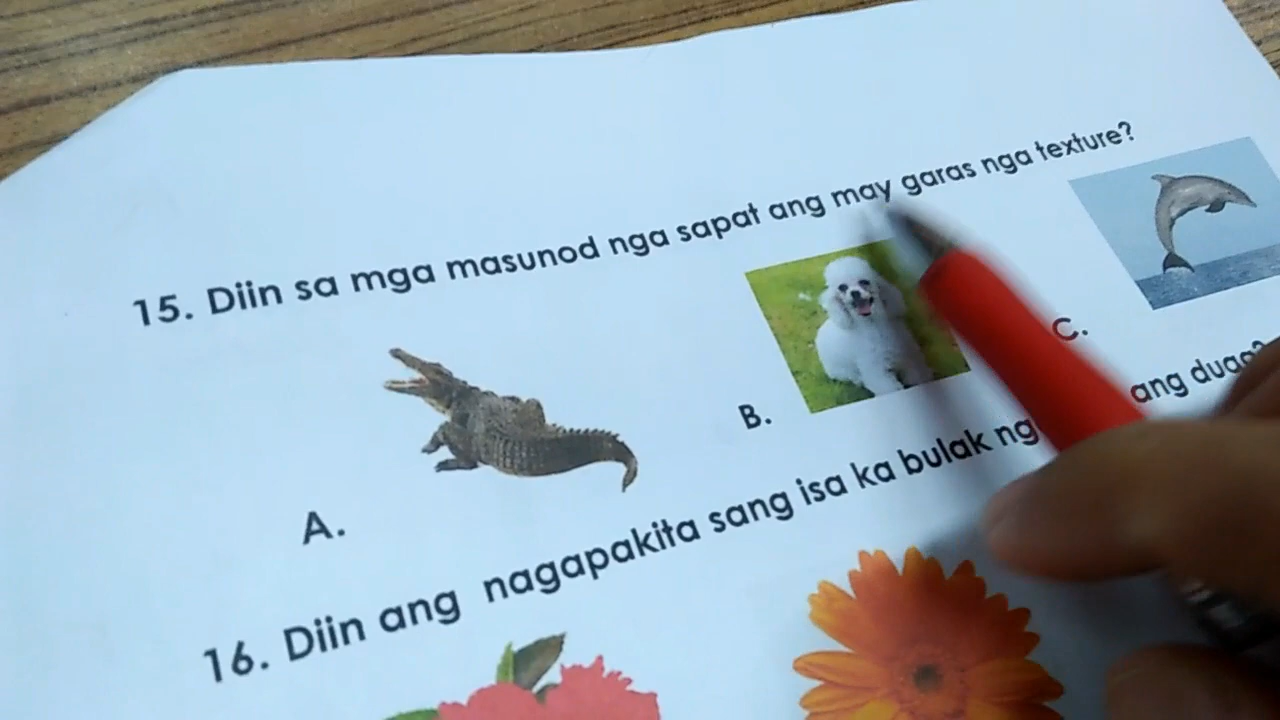 15. Diin sa mga masunod nga sapat ang may garas nga texture?
A.
B.
C.
16. Diin ang nagapakita sang isa ka bulak ang duag?